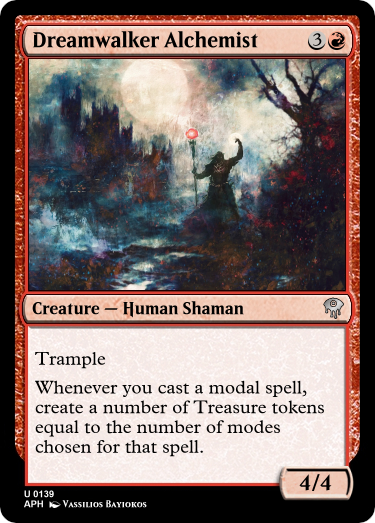 Dreamwalker Alchemist 3
Creature — Human Shaman
Trample
Whenever you cast a modal spell,
create a number of Treasure tokens
equal to the number of modes
chosen for that spell.
4/4
U 0139
APH Vassilios Bayiokos